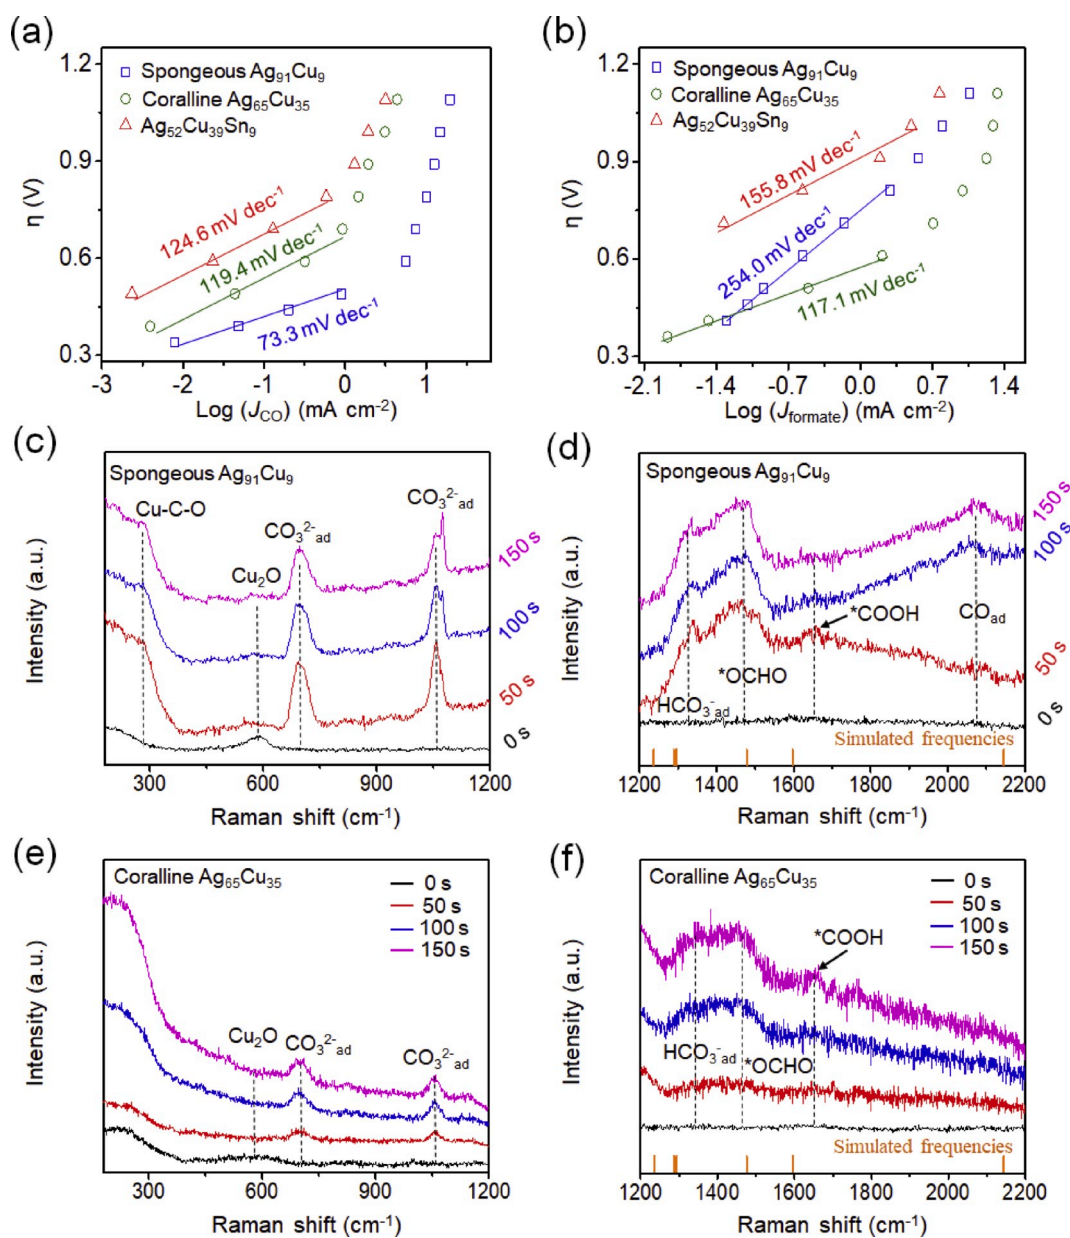 (a)
1.2
0.9
0.6
0.3
η (V)
Spongeous Ag₉₁Cu₉
Coralline Ag₆₅Cu₃₅
Ag₅₂Cu₃₉Sn₉
124.6 mV dec⁻¹
119.4 mV dec⁻¹
73.3 mV dec⁻¹
-3 -2 -1 0 1
Log (J_CO) (mA cm⁻²)
(b)
1.2
0.9
0.6
0.3
η (V)
Spongeous Ag₉₁Cu₉
Coralline Ag₆₅Cu₃₅
Ag₅₂Cu₃₉Sn₉
155.8 mV dec⁻¹
254.0 mV dec⁻¹
117.1 mV dec⁻¹
-2.1 -1.4 -0.7 0.0 0.7 1.4
Log (J_formate) (mA cm⁻²)
(c)
Spongeous Ag₉₁Cu₉
Intensity (a.u.)
Cu-C-O
Cu₂O
CO₃²⁻ad
CO₃²⁻ad
150 s
100 s
50 s
0 s
300 600 900 1200
Raman shift (cm⁻¹)
(d)
Spongeous Ag₉₁Cu₉
Intensity (a.u.)
150 s
100 s
50 s
0 s
*COOH
CO_ad
*OCHO
HCO₃⁻ad
Simulated frequencies
1200 1400 1600 1800 2000 2200
Raman shift (cm⁻¹)
(e)
Coralline Ag₆₅Cu₃₅
Intensity (a.u.)
0 s
50 s
100 s
150 s
Cu₂O
CO₃²⁻ad
CO₃²⁻ad
300 600 900 1200
Raman shift (cm⁻¹)
(f)
Coralline Ag₆₅Cu₃₅
Intensity (a.u.)
0 s
50 s
100 s
150 s
*COOH
HCO₃⁻ad
*OCHO
Simulated frequencies
1200 1400 1600 1800 2000 2200
Raman shift (cm⁻¹)